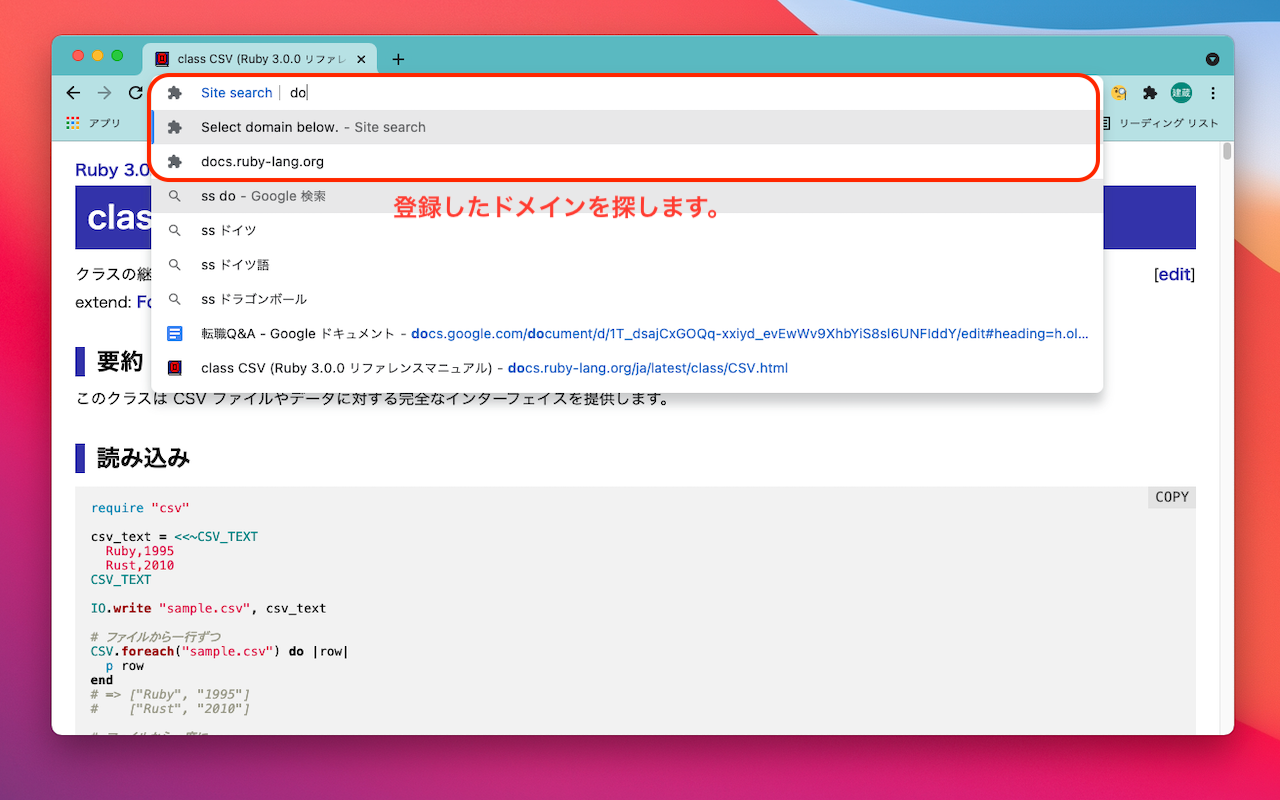 class CSV (Ruby 3.0.0 リファレ
Site search do
建蔵
アプリ
リーディング リスト
Select domain below. - Site search
docs.ruby-lang.org
ss do - Google 検索
登録したドメインを探します。
ss ドイツ
ss ドイツ語
ss ドラゴンボール
転職Q&A - Google ドキュメント - docs.google.com/document/d/1T_dsajCxGOQq-xxiyd_evEwWv9XhbYiS8sI6UNFlddY/edit#heading=h.ol...
class CSV (Ruby 3.0.0 リファレンスマニュアル) - docs.ruby-lang.org/ja/latest/class/CSV.html
Ruby 3.0
clas
クラスの継
[edit]
extend: Fo
要約
このクラスは CSV ファイルやデータに対する完全なインターフェイスを提供します。
読み込み
COPY
require "csv"
csv_text = <<~CSV_TEXT
Ruby,1995
Rust,2010
CSV_TEXT
IO.write "sample.csv", csv_text
# ファイルから一行ずつ
CSV.foreach("sample.csv") do |row|
p row
end
# => ["Ruby", "1995"]
# ["Rust", "2010"]